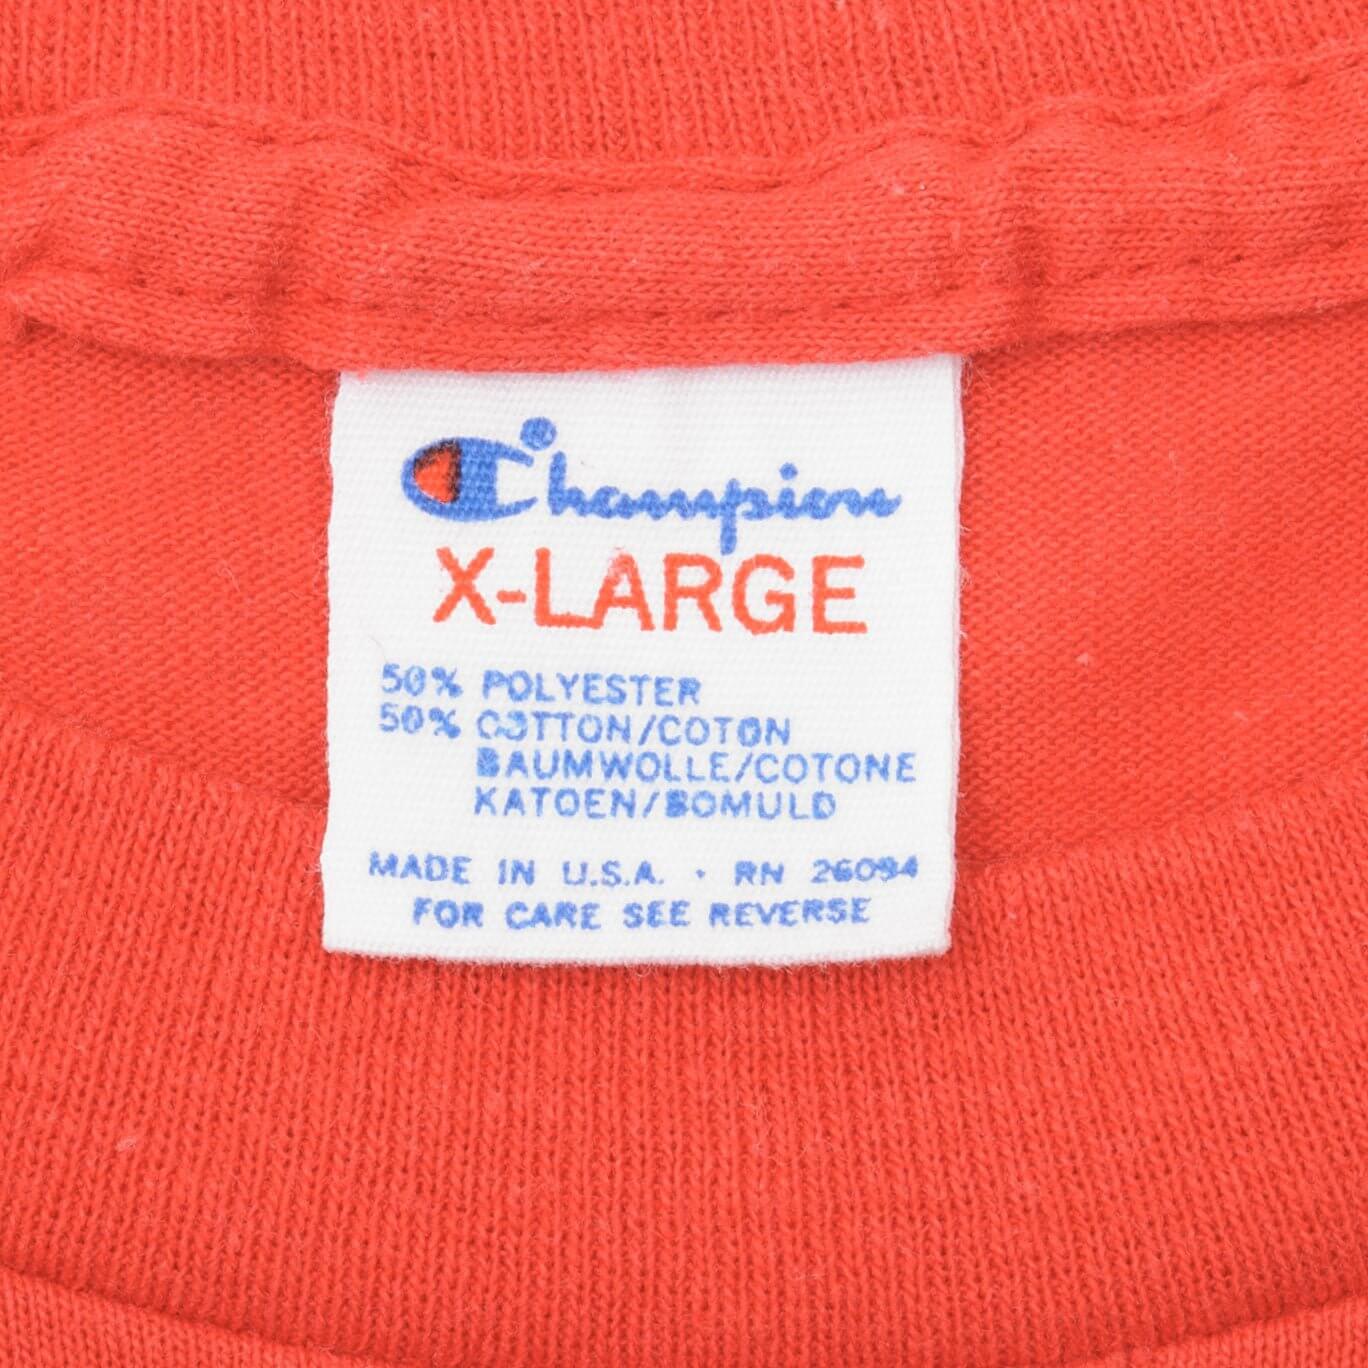 Champion
X-LARGE
50% POLYESTER
50% COTTON/COTON
BAUMWOLLE/COTONE
KATOEN/BOMULD
MADE IN U.S.A. · RN 26094
FOR CARE SEE REVERSE